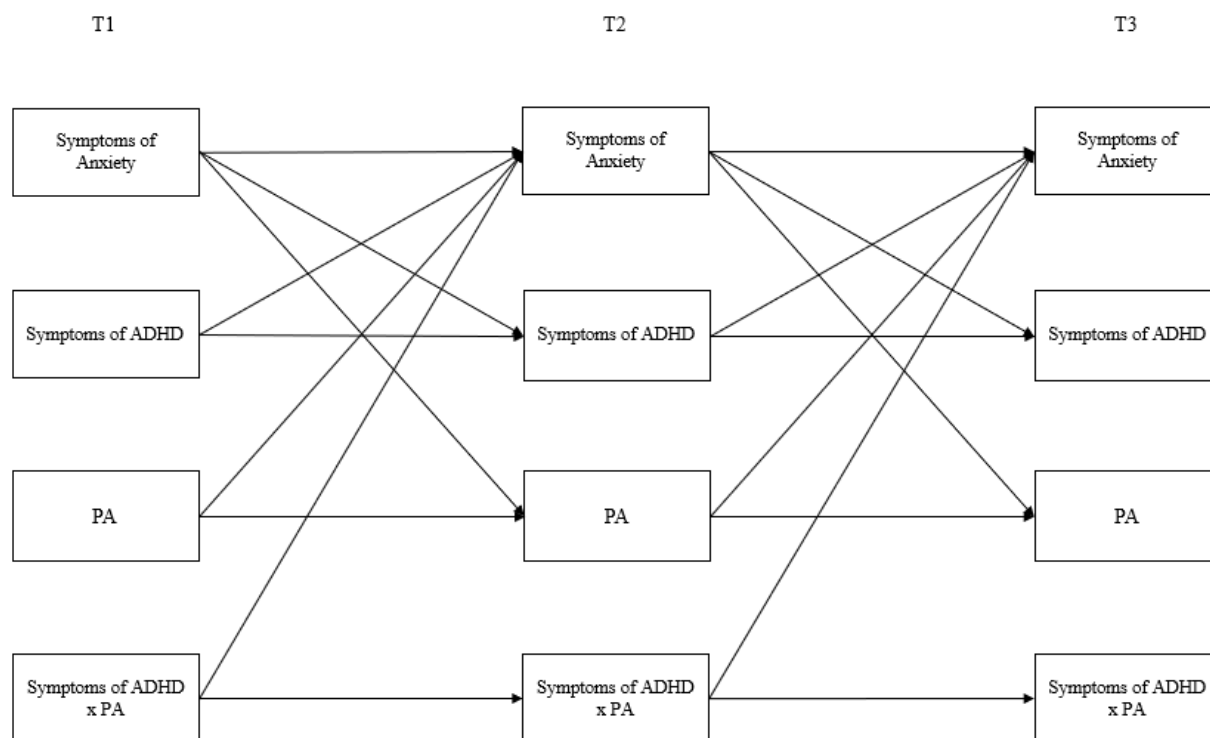 T1
T2
T3
Symptoms of
Anxiety
Symptoms of
Anxiety
Symptoms of
Anxiety
Symptoms of ADHD
Symptoms of ADHD
Symptoms of ADHD
PA
PA
PA
Symptoms of ADHD
x PA
Symptoms of ADHD
x PA
Symptoms of ADHD
x PA